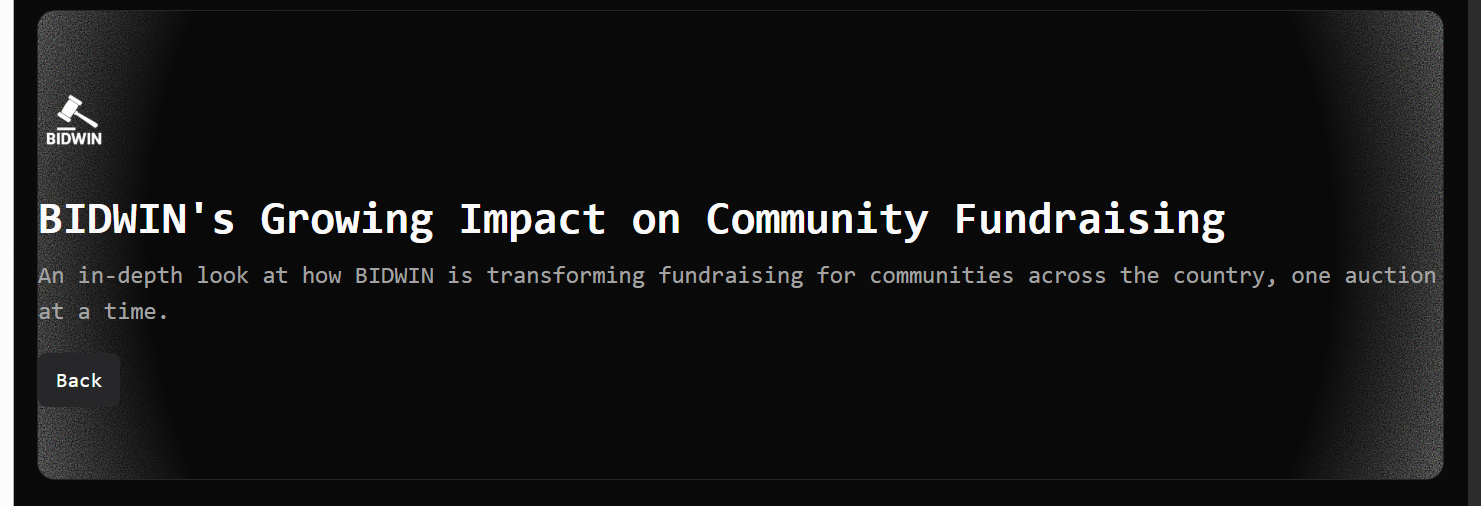 BIDWIN
BIDWIN's Growing Impact on Community Fundraising
An in-depth look at how BIDWIN is transforming fundraising for communities across the country, one auction
at a time.
Back